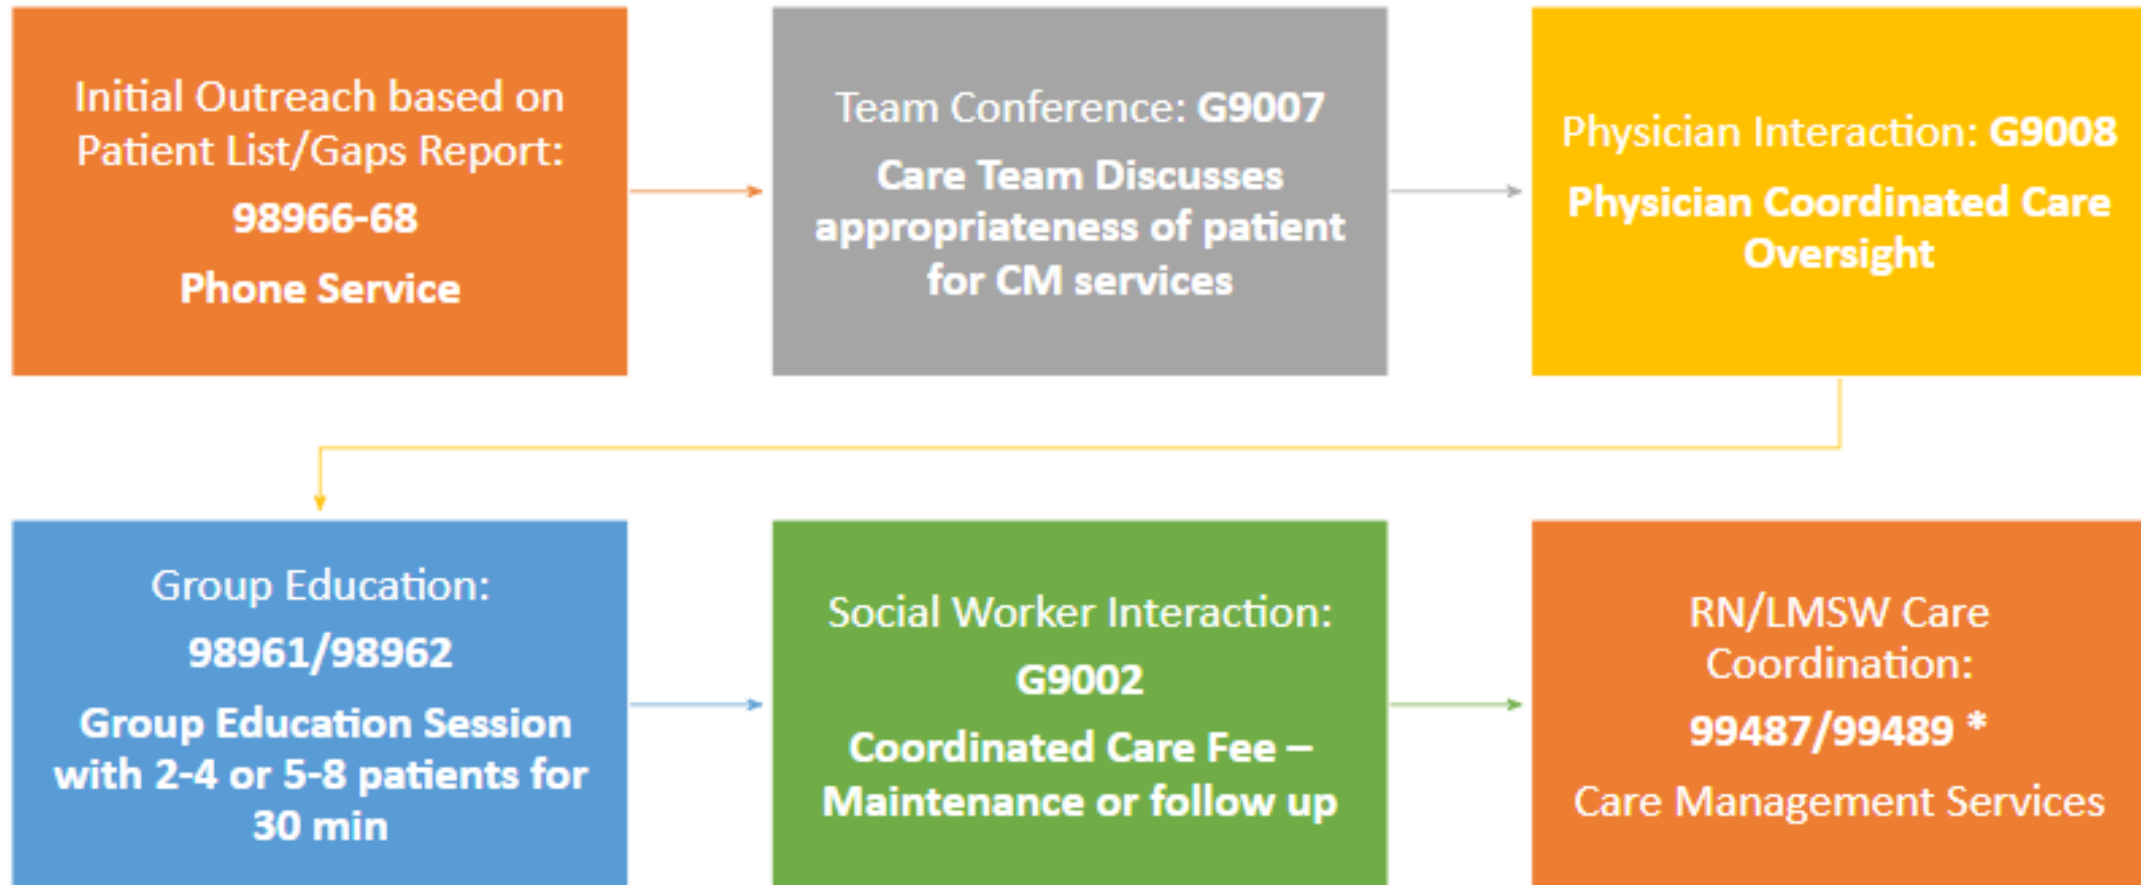 Initial Outreach based on
Patient List/Gaps Report:
98966-68
Phone Service
Team Conference: G9007
Care Team Discusses
appropriateness of patient
for CM services
Physician Interaction: G9008
Physician Coordinated Care
Oversight
Group Education:
98961/98962
Group Education Session
with 2-4 or 5-8 patients for
30 min
Social Worker Interaction:
G9002
Coordinated Care Fee –
Maintenance or follow up
RN/LMSW Care
Coordination:
99487/99489 *
Care Management Services